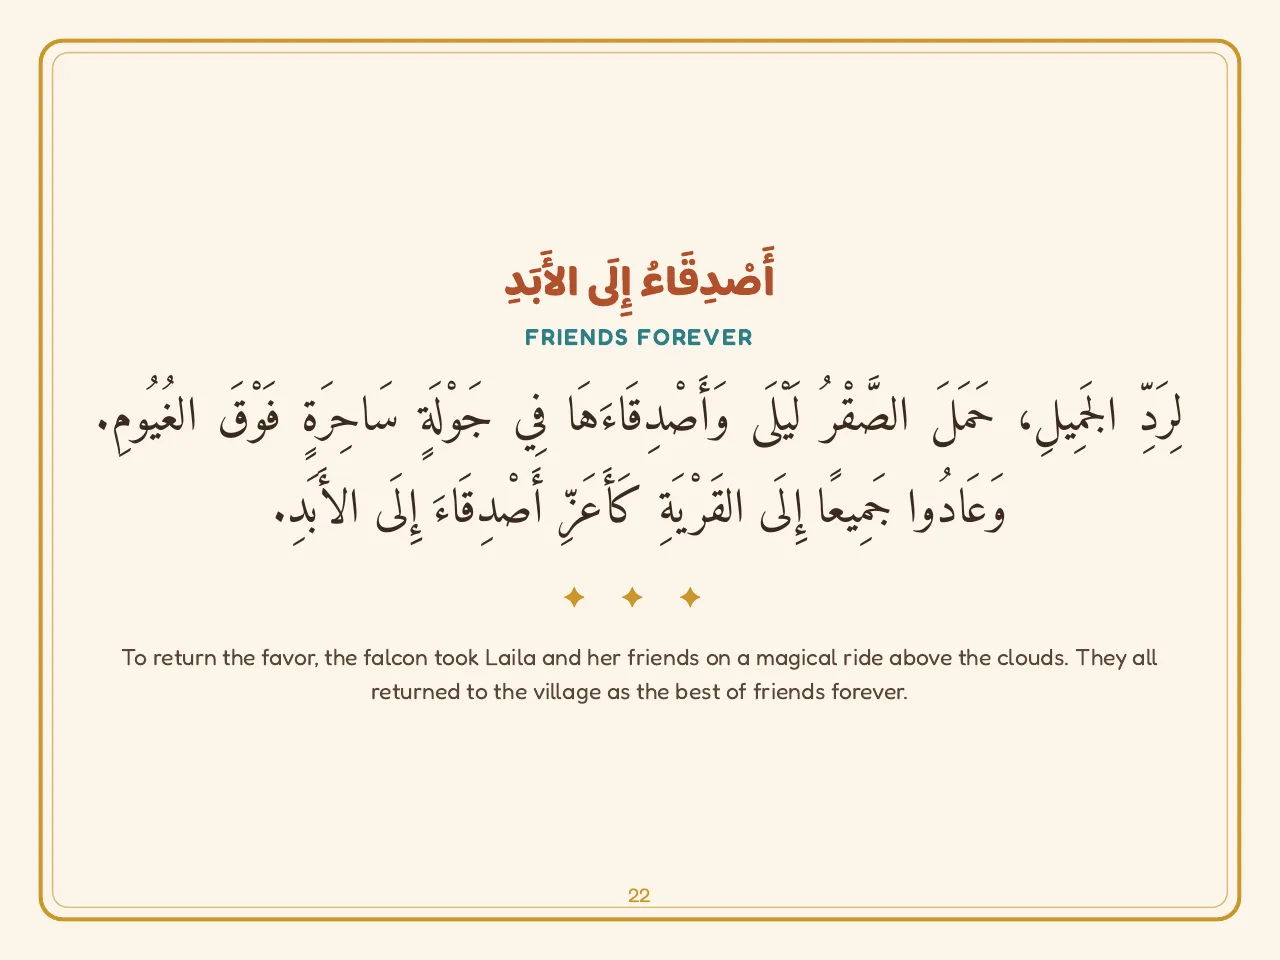 أَصْدِقَاءُ إِلَى الأَبَدِ
FRIENDS FOREVER
لِرَدِّ الجَمِيلِ، حَمَلَ الصَّقْرُ لَيْلَى وَأَصْدِقَاءَهَا فِي جَوْلَةٍ سَاحِرَةٍ فَوْقَ الغُيُومِ.
وَعَادُوا جَمِيعًا إِلَى القَرْيَةِ كَأَعَزِّ أَصْدِقَاءَ إِلَى الأَبَدِ.
To return the favor, the falcon took Laila and her friends on a magical ride above the clouds. They all
returned to the village as the best of friends forever.
22